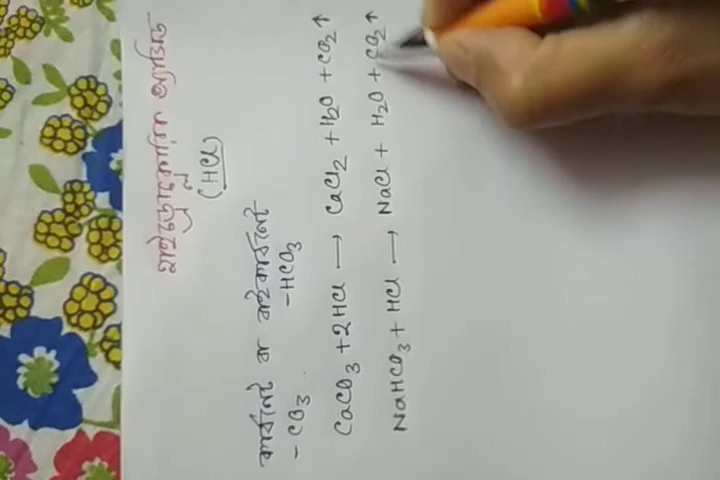 হাইড্রোক্লোরিক অ্যাসিড
(HCl)
কার্বনেট বা বাইকার্বনেট
- CO3 - HCO3
CaCO3 + 2HCl → CaCl2 + H2O + CO2↑
NaHCO3 + HCl → NaCl + H2O + CO2↑